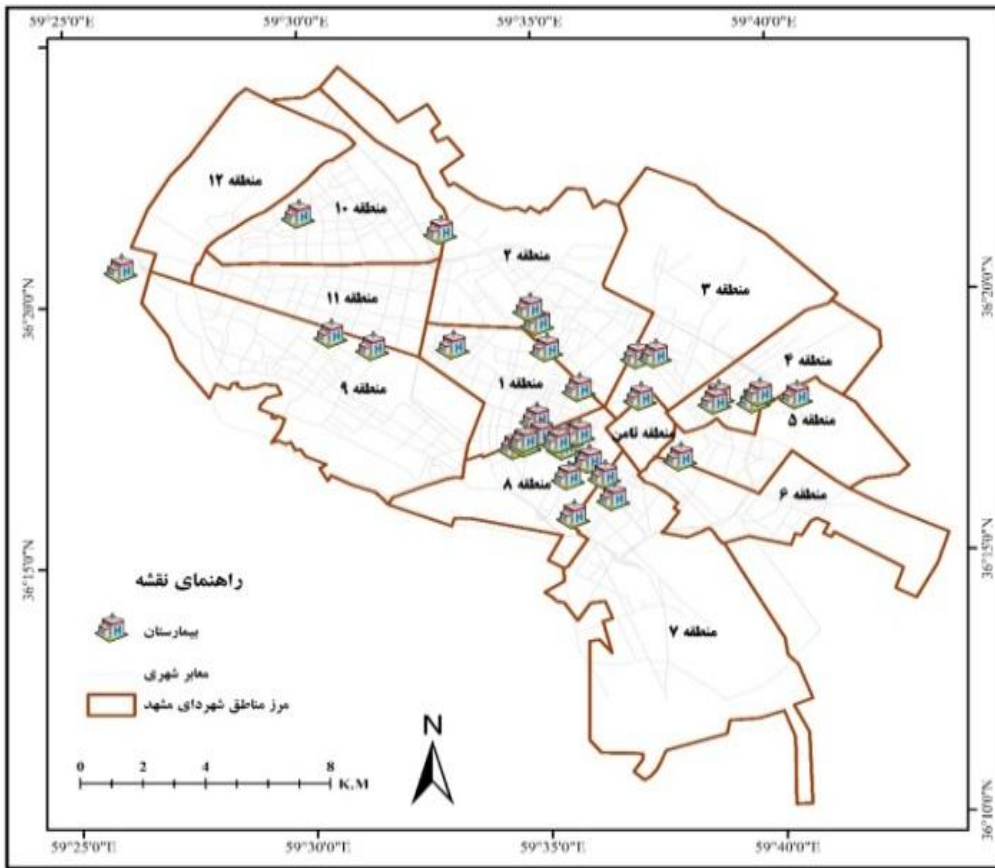 59°25'0"E 59°30'0"E 59°35'0"E 59°40'0"E
منطقه ۱۲
منطقه ۱۰
منطقه ۲
منطقه ۳
منطقه ۱۱
منطقه ۴
منطقه ۱
منطقه ۹
منطقه ۵
منطقه ثامن
منطقه ۸
منطقه ۶
منطقه ۷
36°20'0"N
36°15'0"N
36°20'0"N
36°15'0"N
36°10'0"N
راهنمای نقشه
بیمارستان
معابر شهری
مرز مناطق شهردای مشهد
N
0 2 4 8
K.M
59°25'0"E 59°30'0"E 59°35'0"E 59°40'0"E